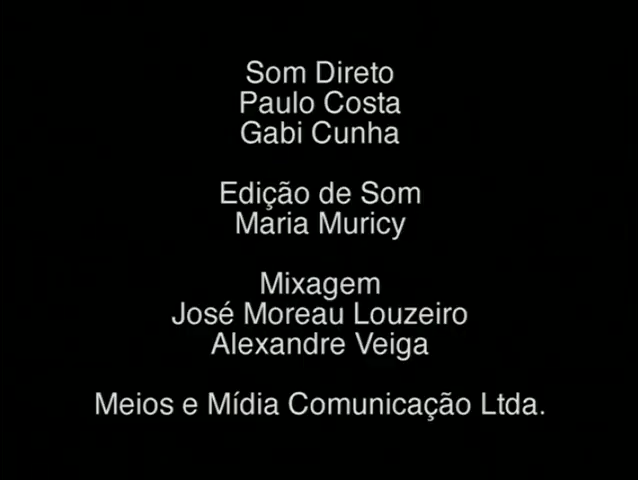 Som Direto
Paulo Costa
Gabi Cunha
Edição de Som
Maria Muricy
Mixagem
José Moreau Louzeiro
Alexandre Veiga
Meios e Mídia Comunicação Ltda.